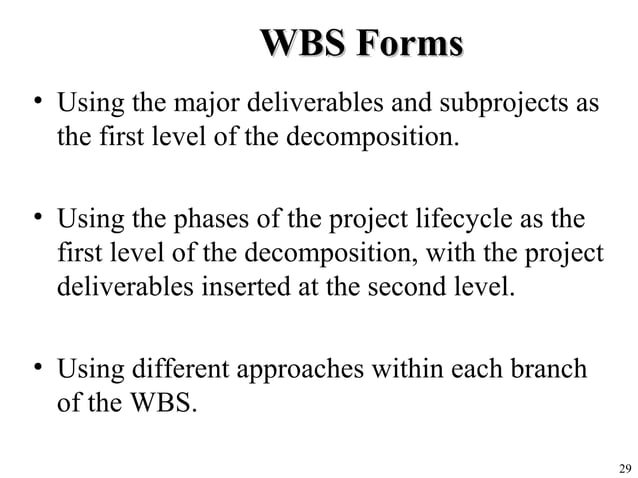 WBS Forms
• Using the major deliverables and subprojects as
the first level of the decomposition.
• Using the phases of the project lifecycle as the
first level of the decomposition, with the project
deliverables inserted at the second level.
• Using different approaches within each branch
of the WBS.
29